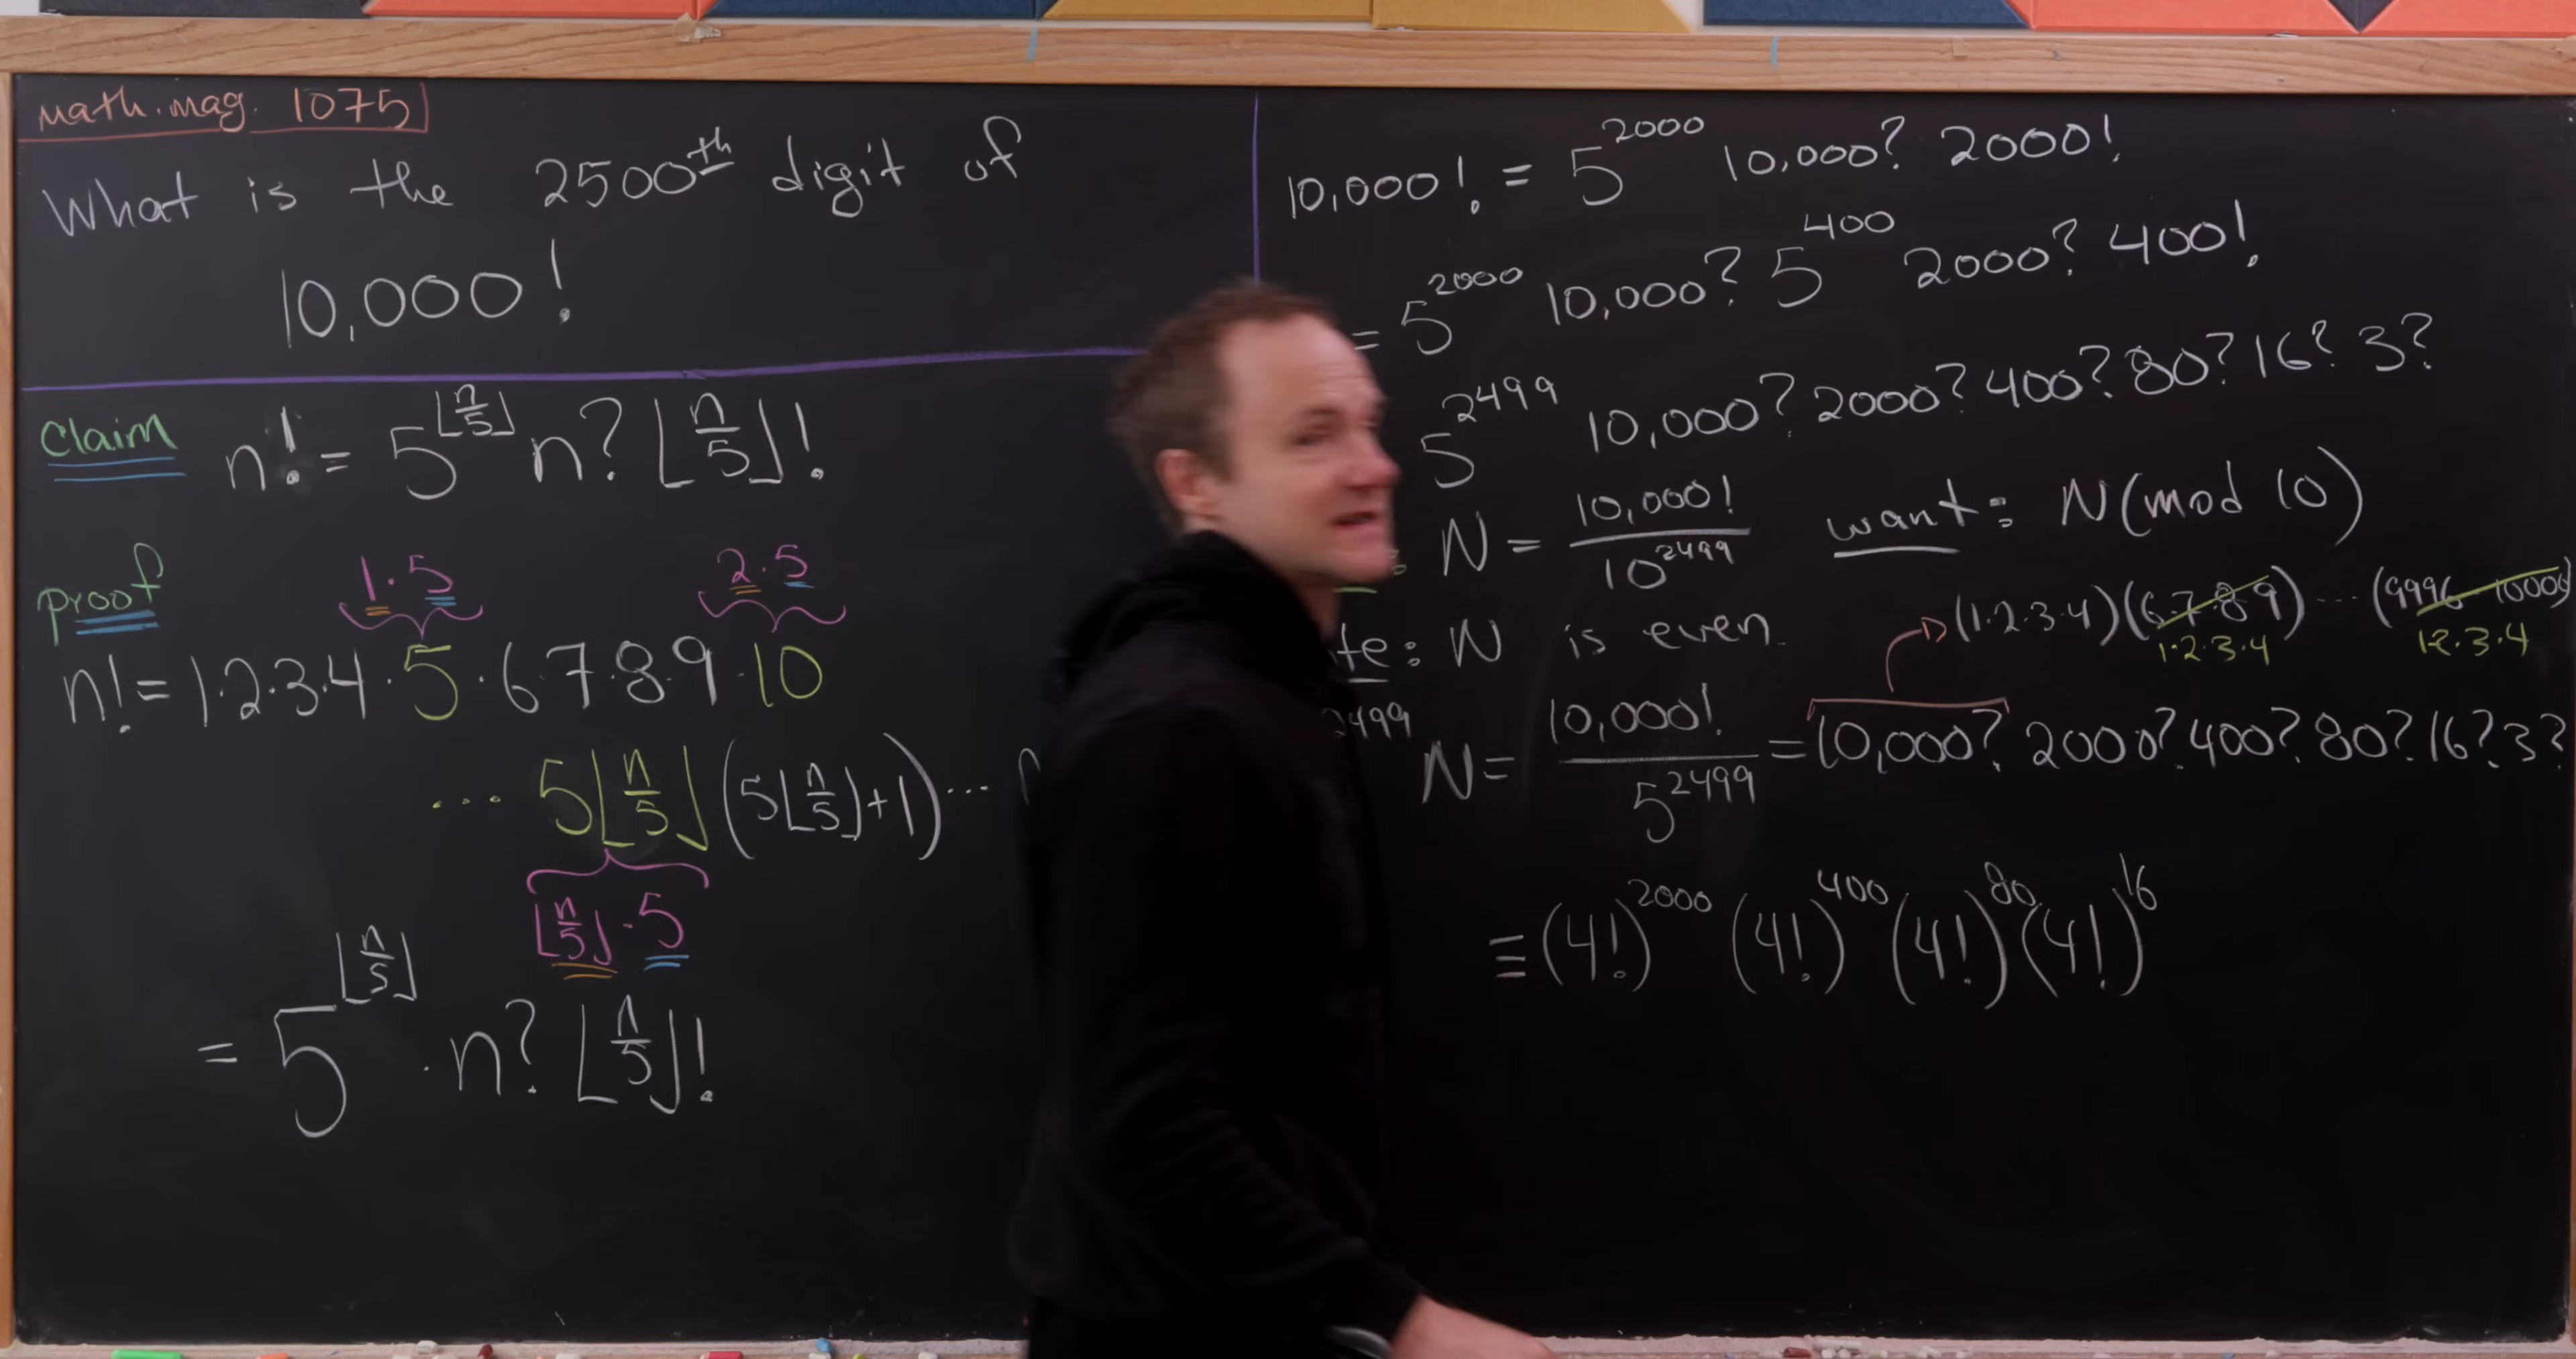 math.mag. 1075
What is the 2500th digit of
10,000!
Claim n! = 5^⌊n/5⌋ n? ⌊n/5⌋!
Proof
1·5 2·5
n! = 1·2·3·4·5·6·7·8·9·10
... 5⌊n/5⌋(5⌊n/5⌋+1)...
⌊n/5⌋·5
= 5^⌊n/5⌋ · n? ⌊n/5⌋!
10,000! = 5^2000 10,000? 2000!
= 5^2000 10,000? 5^400 2000? 400!
5^2499 10,000? 2000? 400? 80? 16? 3?
: N = 10,000!/10^2499 want: N(mod 10)
(1·2·3·4)(6·7·8·9) ... (9996 10000)
1·2·3·4 1·2·3·4
te: N is even.
2499 N = 10,000!/5^2499 = 10,000? 2000? 400? 80? 16? 3?
≡ (4!)^2000 (4!)^400 (4!)^80 (4!)^16